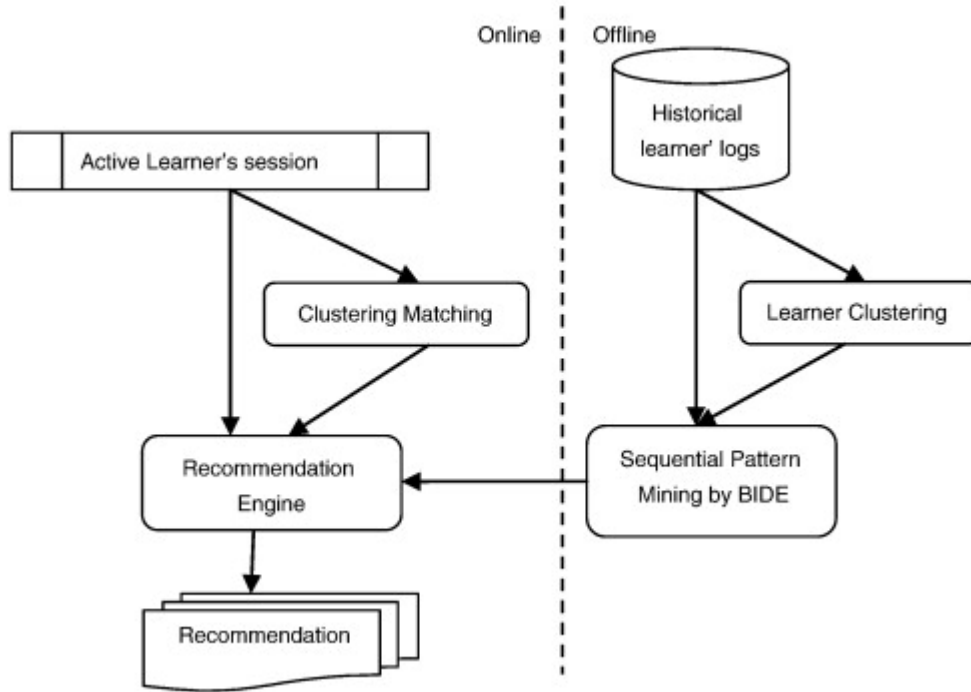 Online
Offline
Historical
learner' logs
Active Learner's session
Clustering Matching
Learner Clustering
Recommendation
Engine
Sequential Pattern
Mining by BIDE
Recommendation